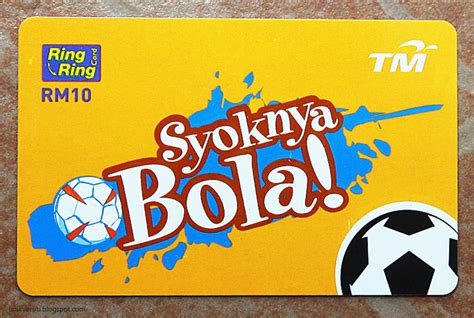 Ring
Ring
Card
RM10
TM
Syoknya
Bola!